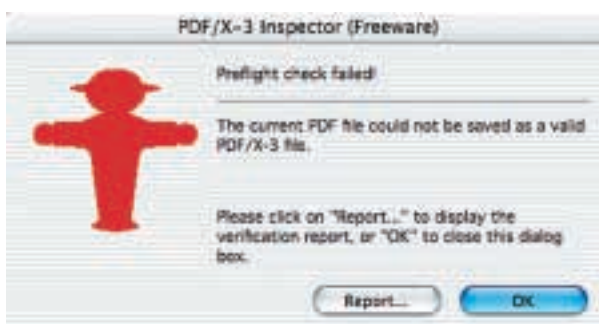 PDF/X-3 Inspector (Freeware)
Preflight check failed!
The current PDF file could not be saved as a valid
PDF/X-3 file.
Please click on "Report..." to display the
verification report, or "OK" to close this dialog
box.
Report...
OK